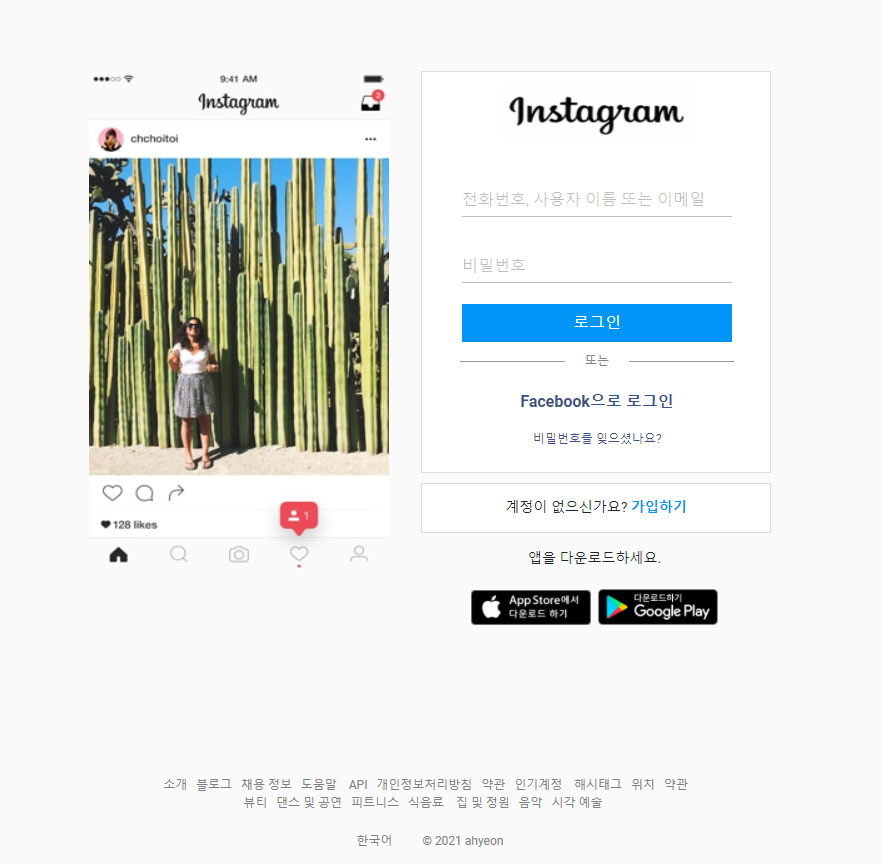 9:41 AM
Instagram
2
chchoitoi
128 likes
1
Instagram
전화번호, 사용자 이름 또는 이메일
비밀번호
로그인
또는
Facebook으로 로그인
비밀번호를 잊으셨나요?
계정이 없으신가요? 가입하기
앱을 다운로드하세요.
App Store에서
다운로드 하기
다운로드하기
Google Play
소개 블로그 채용 정보 도움말 API 개인정보처리방침 약관 인기계정 해시태그 위치 약관
뷰티 댄스 및 공연 피트니스 식음료 집 및 정원 음악 시각 예술
한국어 © 2021 ahyeon